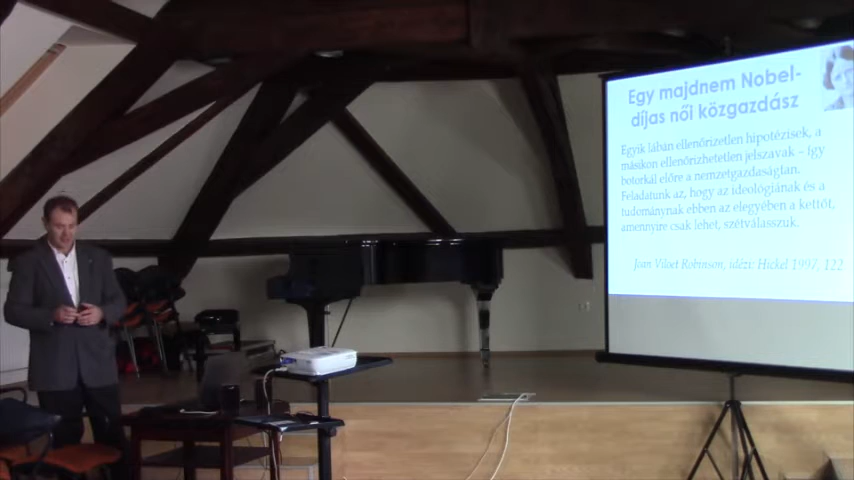 Egy majdnem Nobel-
díjas női közgazdász
Egyik lában ellenőrizetlen hipotézisek, a
másikon ellenőrizhetetlen jelszavak – így
botorkál előre a nemzetgazdaságtan.
Feladatunk az, hogy az ideológiának és a
tudománynak ebben az elegyében a kettőt,
amennyire csak lehet, szétválasszuk.
Joan Violet Robinson, idézi: Hickel 1997, 122